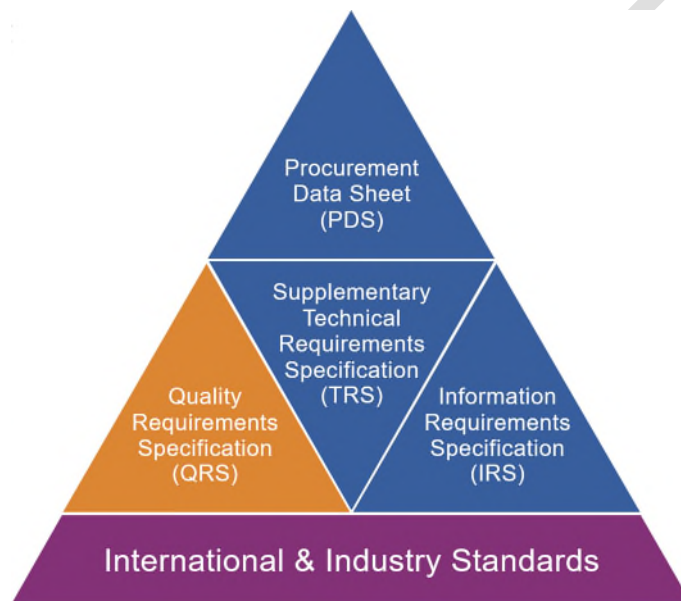 Procurement
Data Sheet
(PDS)
Supplementary
Technical
Requirements
Specification
(TRS)
Quality
Requirements
Specification
(QRS)
Information
Requirements
Specification
(IRS)
International & Industry Standards